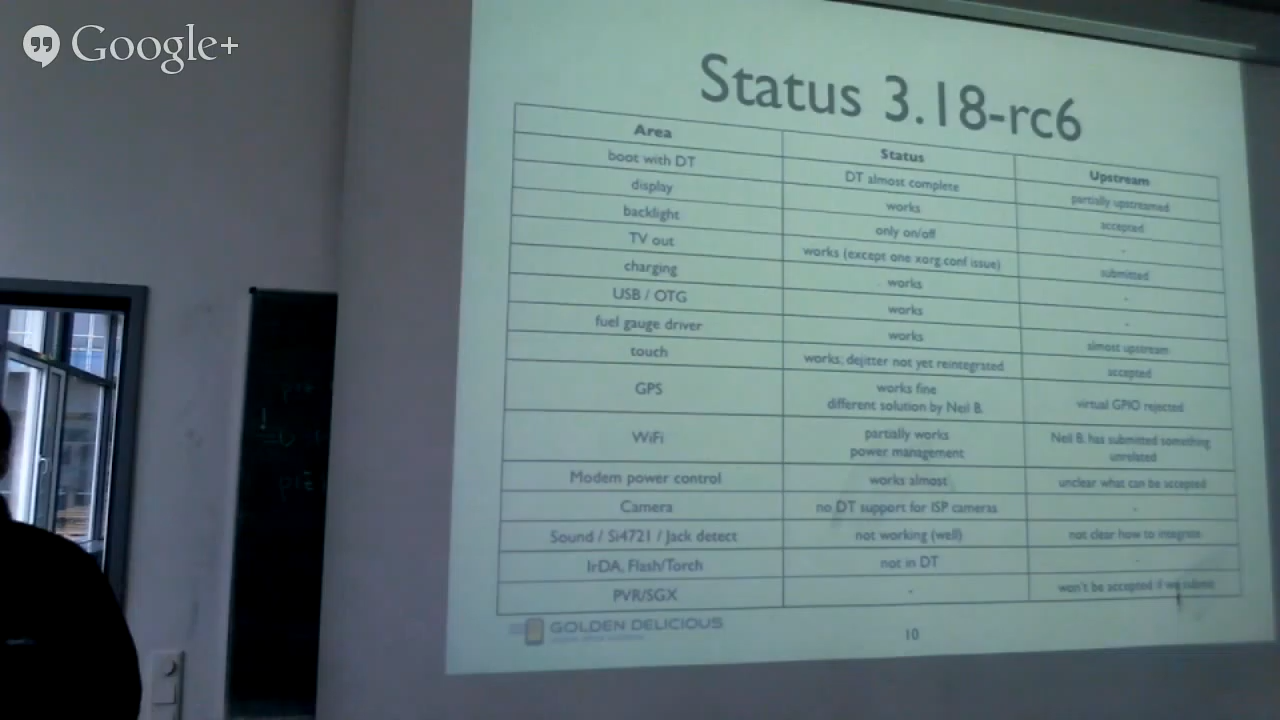 Google+
Status 3.18-rc6
Area Status Upstream
boot with DT DT almost complete partially upstreamed
display works accepted
backlight only on/off -
TV out works (except one xorg.conf issue) submitted
charging works -
USB / OTG works -
fuel gauge driver works almost upstream
touch works; dejitter not yet reintegrated accepted
GPS works fine
different solution by Neil B. virtual GPIO rejected
WiFi partially works
power management Neil B. has submitted something
unrelated
Modem power control works almost unclear what can be accepted
Camera no DT support for ISP cameras -
Sound / Si4721 / Jack detect not working (well) not clear how to integrate
IrDA, Flash/Torch not in DT -
PVR/SGX - won't be accepted if we submit
GOLDEN DELICIOUS
10